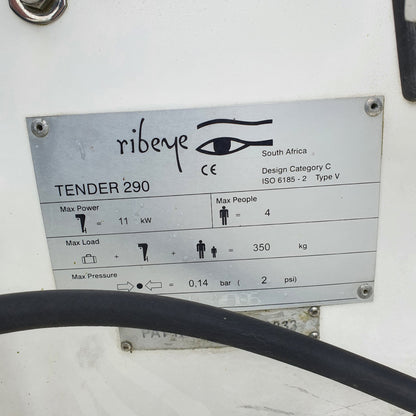 ribeye
South Africa
CE
Design Category C
ISO 6185 - 2 Type V
TENDER 290
Max Power
= 11 kW
Max People
= 4
Max Load
+ + = 350 kg
Max Pressure
= 0,14 bar ( 2 psi)